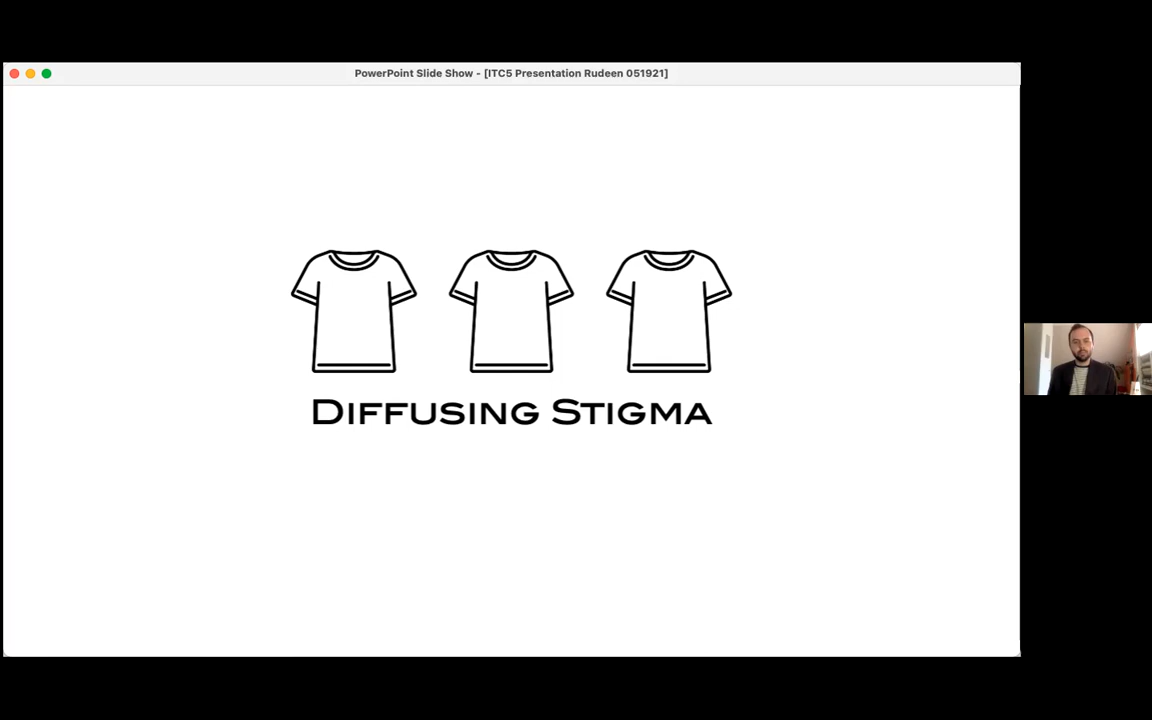 PowerPoint Slide Show - [ITC5 Presentation Rudeen 051921]
Diffusing Stigma